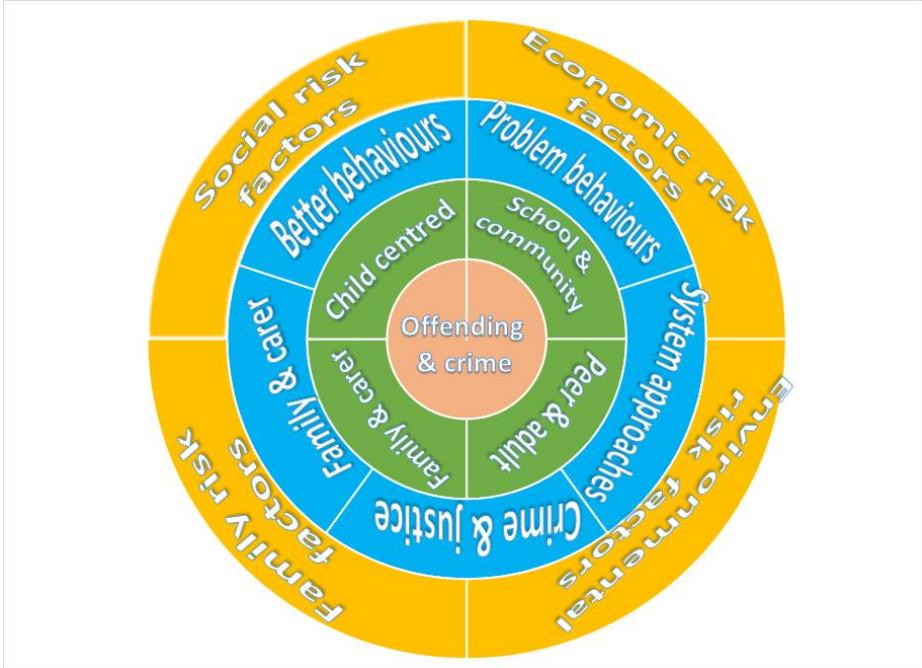 Social risk
factors
Economic risk
factors
Better behaviours
Problem behaviours
Child centred
School &
community
Offending
& crime
Family & carer
Family & carer
Peer & adult
System approaches
Crime & justice
Family risk
factors
Environmental
risk factors